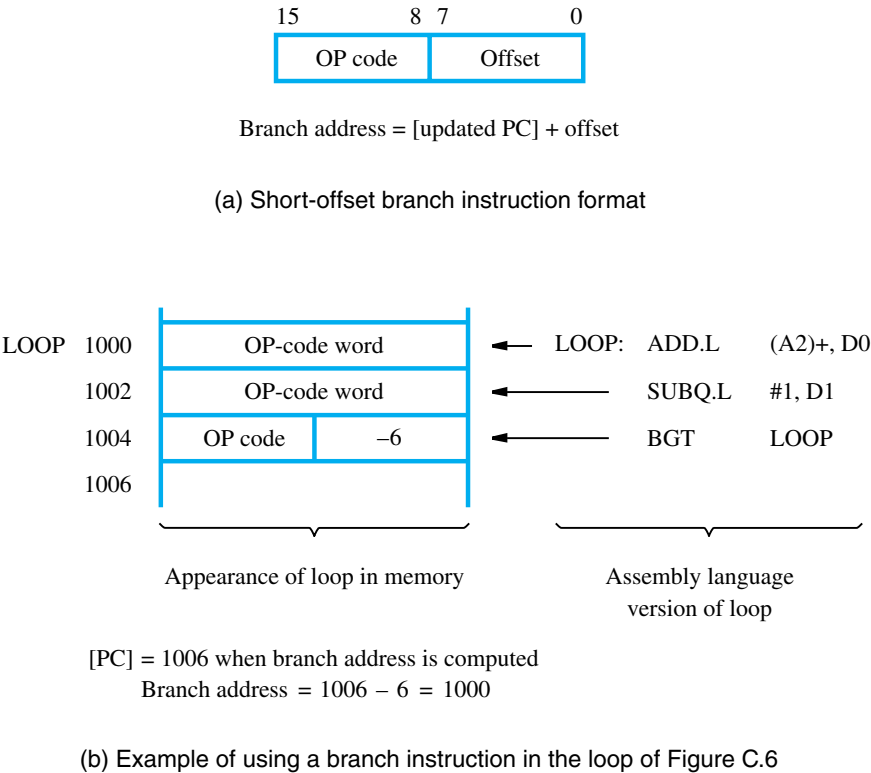 15 8 7 0
OP code Offset
Branch address = [updated PC] + offset
(a) Short-offset branch instruction format
LOOP 1000 OP-code word LOOP: ADD.L (A2)+, D0
1002 OP-code word SUBQ.L #1, D1
1004 OP code –6 BGT LOOP
1006
Appearance of loop in memory Assembly language
version of loop
[PC] = 1006 when branch address is computed
Branch address = 1006 – 6 = 1000
(b) Example of using a branch instruction in the loop of Figure C.6